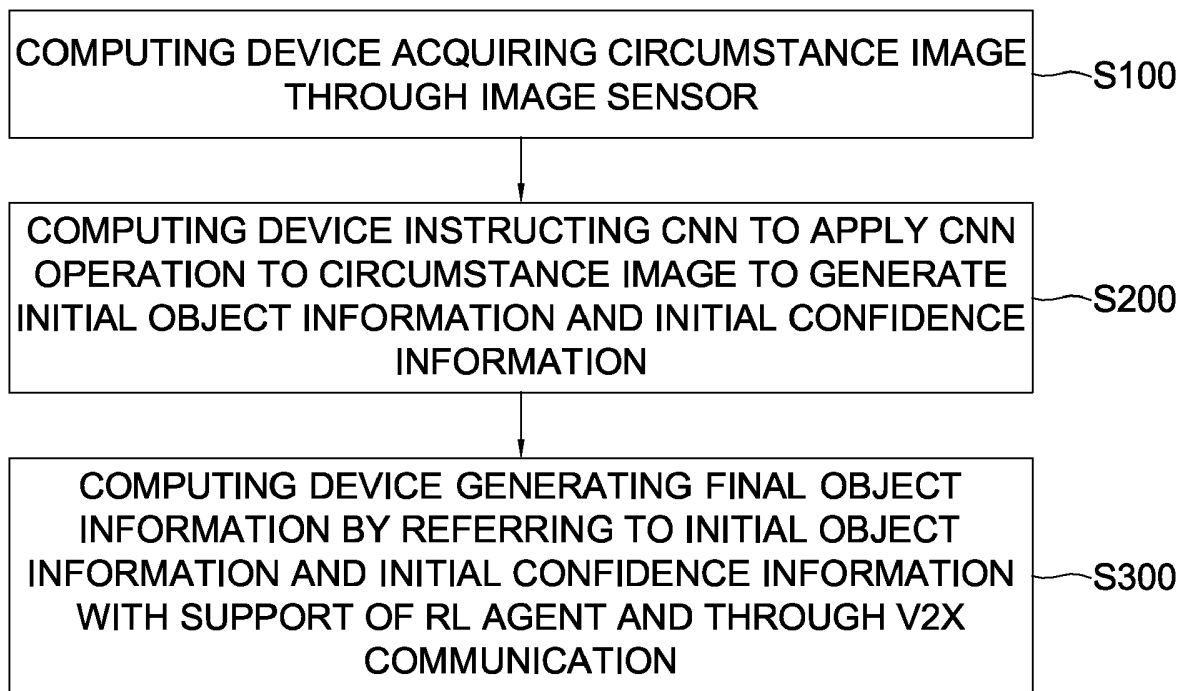 COMPUTING DEVICE ACQUIRING CIRCUMSTANCE IMAGE
THROUGH IMAGE SENSOR
S100
COMPUTING DEVICE INSTRUCTING CNN TO APPLY CNN
OPERATION TO CIRCUMSTANCE IMAGE TO GENERATE
INITIAL OBJECT INFORMATION AND INITIAL CONFIDENCE
INFORMATION
S200
COMPUTING DEVICE GENERATING FINAL OBJECT
INFORMATION BY REFERRING TO INITIAL OBJECT
INFORMATION AND INITIAL CONFIDENCE INFORMATION
WITH SUPPORT OF RL AGENT AND THROUGH V2X
COMMUNICATION
S300